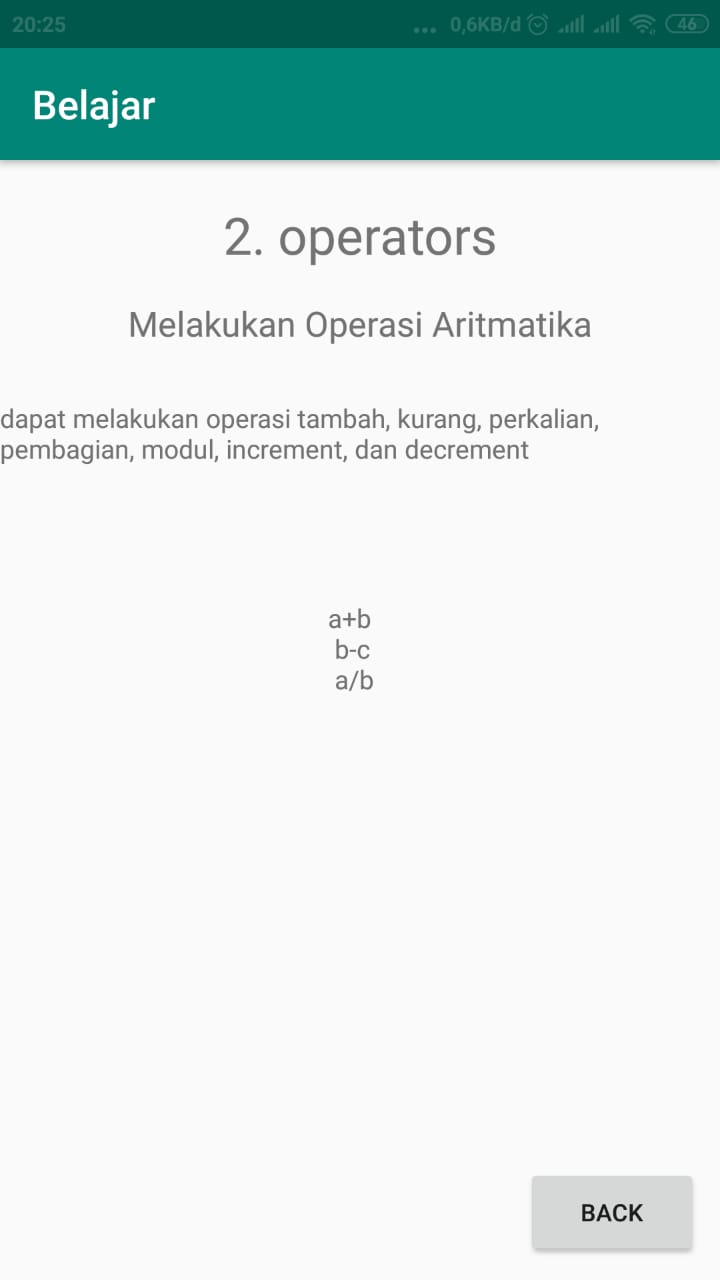 20:25
... 0,6KB/d 46
Belajar
2. operators
Melakukan Operasi Aritmatika
dapat melakukan operasi tambah, kurang, perkalian,
pembagian, modul, increment, dan decrement
a+b
b-c
a/b
BACK